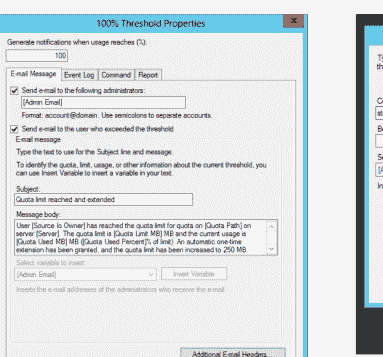 100% Threshold Properties
x
Generate notifications when usage reaches (%):
100
E-mail Message Event Log Command Report
Send e-mail to the following administrators:
[Admin Email]
Format: account@domain. Use semicolons to separate accounts.
Send e-mail to the user who exceeded the threshold
E-mail message
Type the text to use for the Subject line and message.
To identify the quota, limit, usage, or other information about the current threshold, you
can use Insert Variable to insert a variable in your text.
Subject:
Quota limit reached and extended
Message body:
User [Source Io Owner] has reached the quota limit for quota on [Quota Path] on
server [Server]. The quota limit is [Quota Limit MB] MB and the current usage is
[Quota Used MB] MB ([Quota Used Percent]% of limit). An automatic one-time
extension has been granted, and the quota limit has been increased to 250 MB.
Select variable to insert:
[Admin Email] Insert Variable
Inserts the e-mail addresses of the administrators who receive the e-mail.
Additional E-mail Headers...